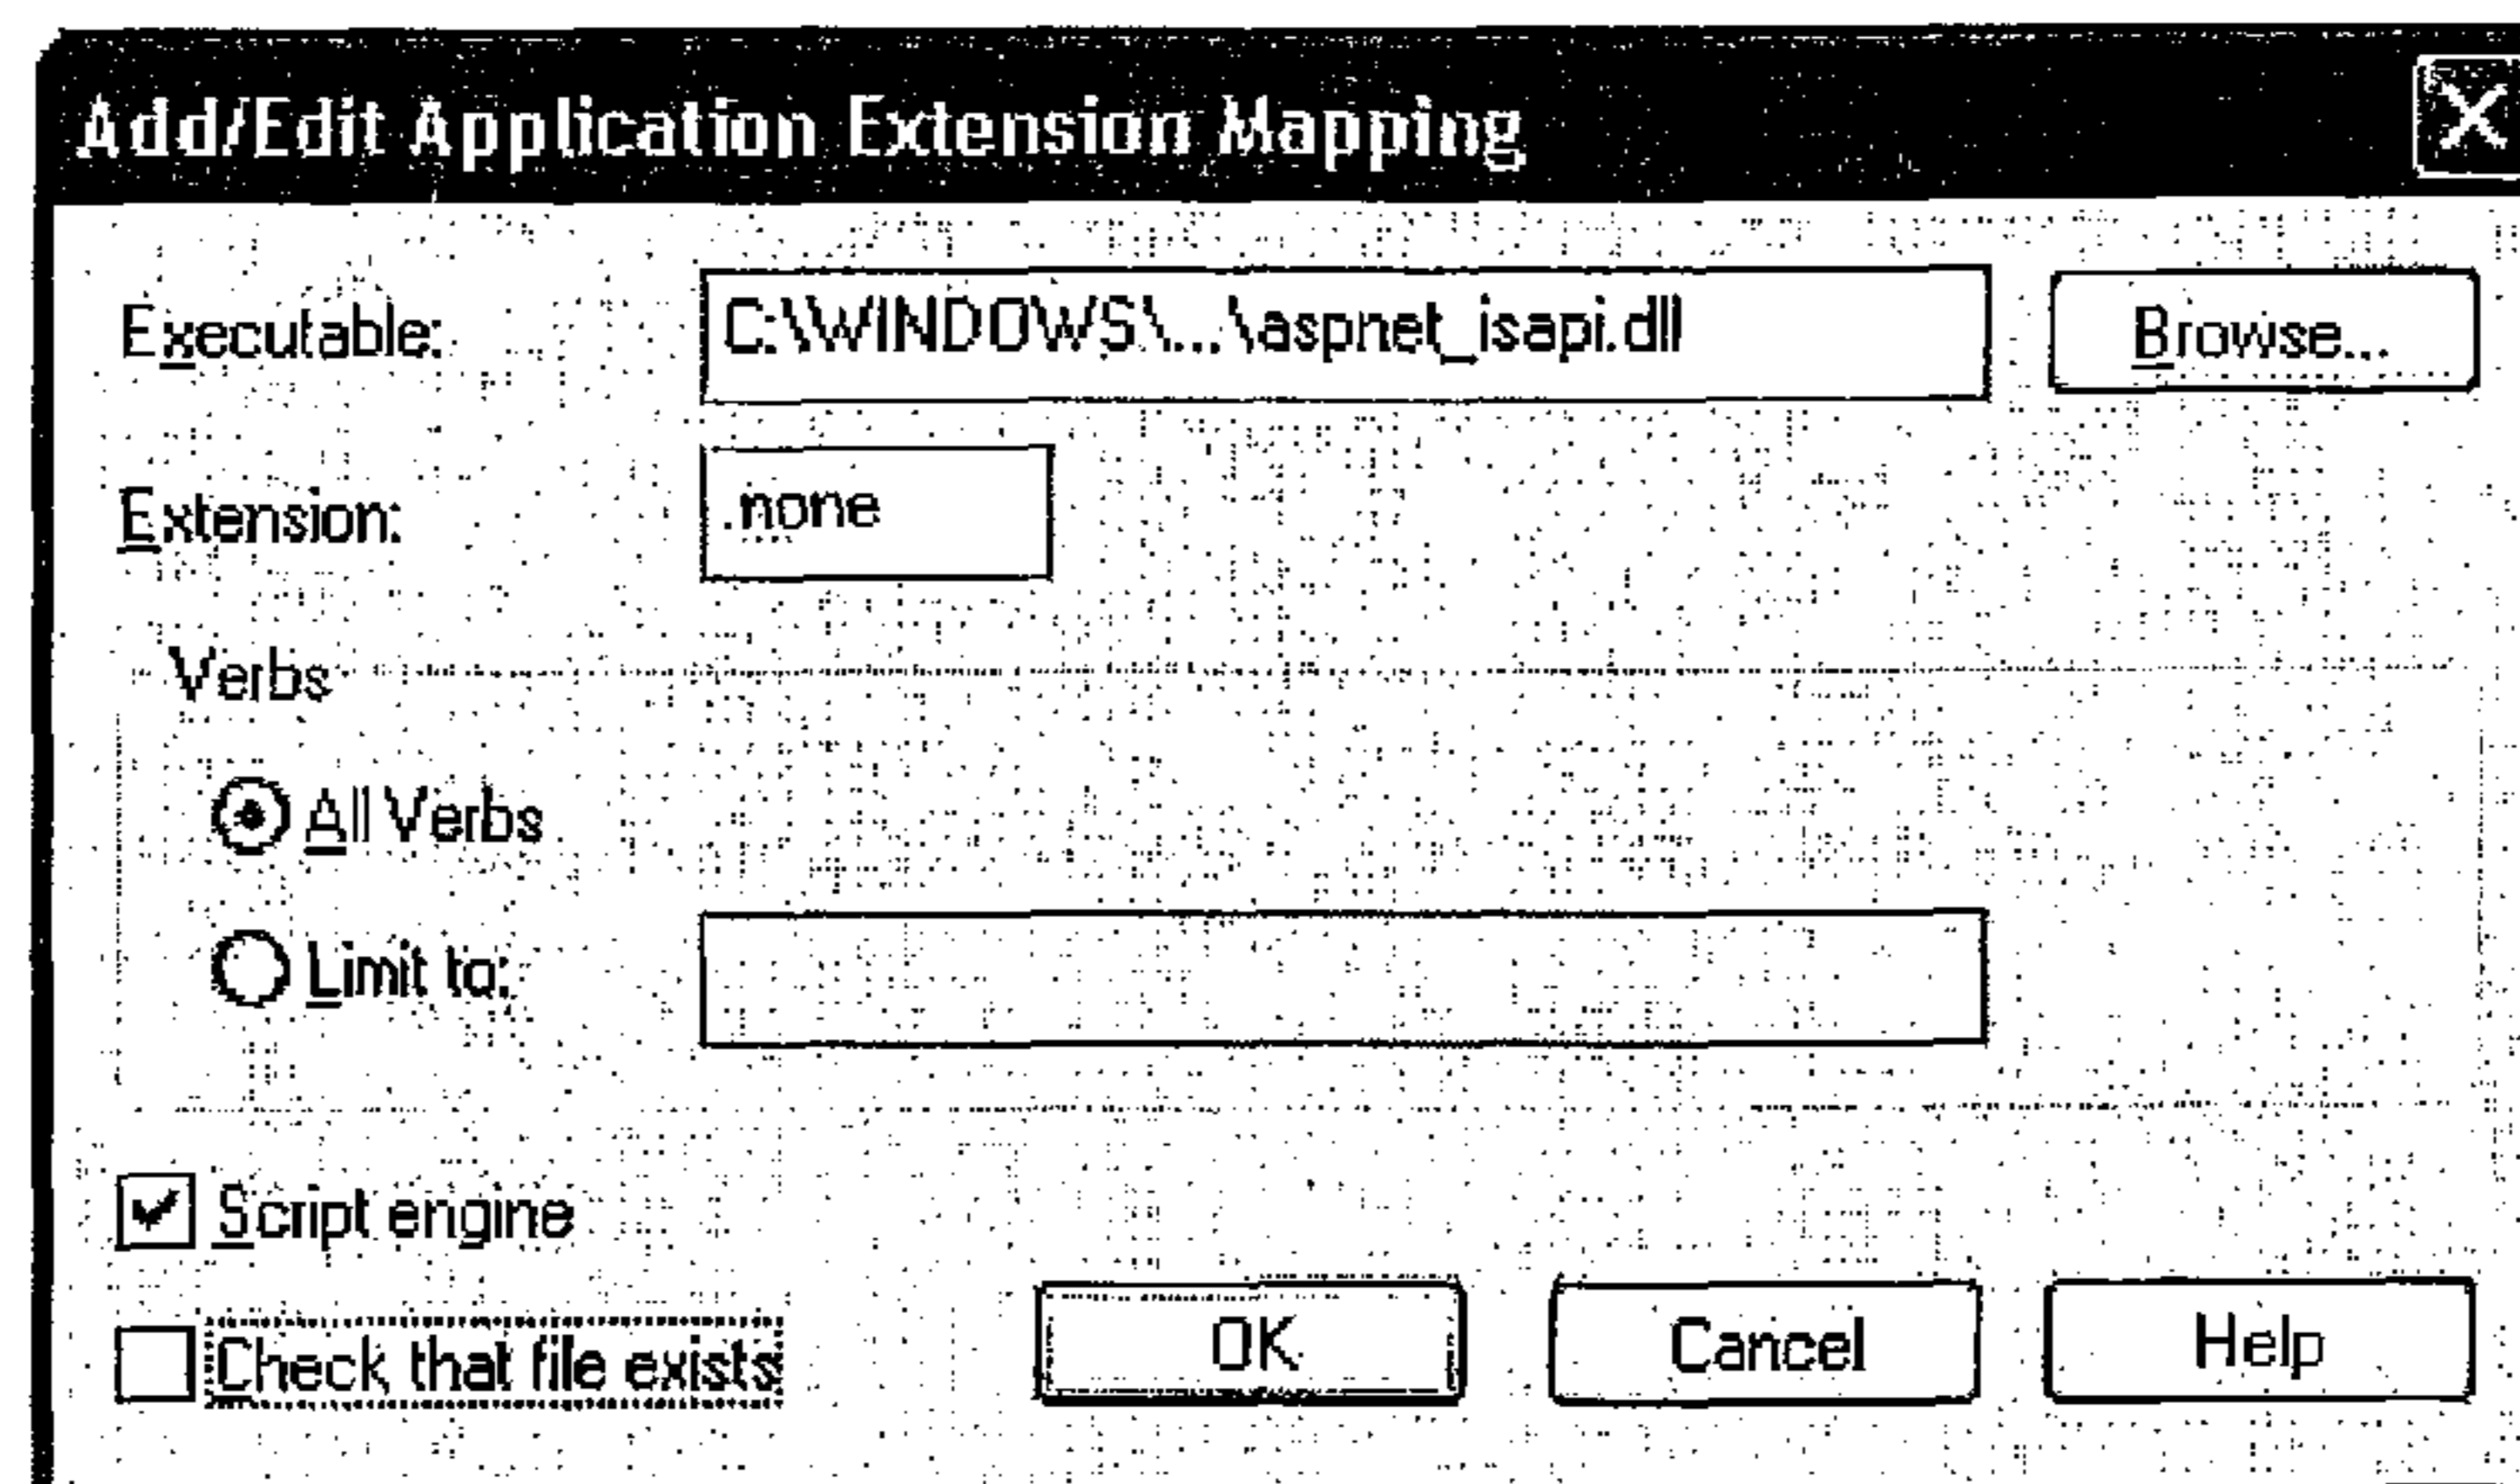 Add/Edit Application Extension Mapping
Executable: C:\WINDOWS\...\aspnet_isapi.dll Browse...
Extension: .none
Verbs
All Verbs
Limit to:
Script engine
Check that file exists OK Cancel Help